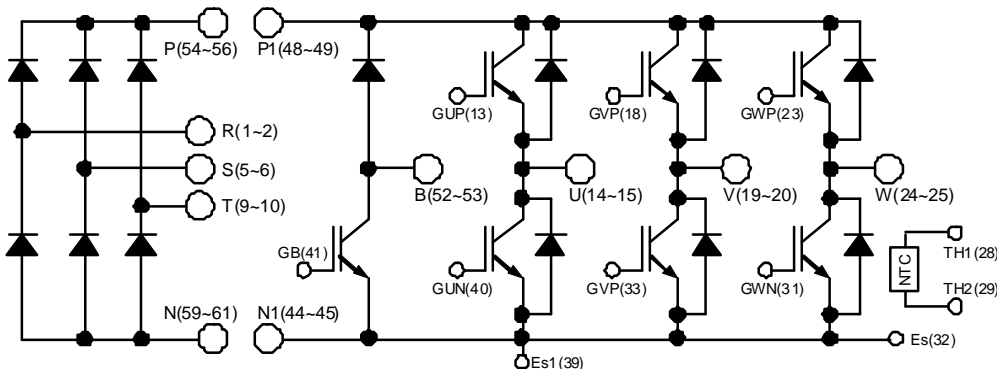 P(54~56) P1(48~49)
GUP(13) GVP(18) GWP(23)
R(1~2)
S(5~6)
B(52~53) U(14~15) V(19~20) W(24~25)
T(9~10)
GB(41)
GUN(40) GVP(33) GWN(31)
NTC
TH1(28)
TH2(29)
N(59~61) N1(44~45)
Es(32)
Es1(39)